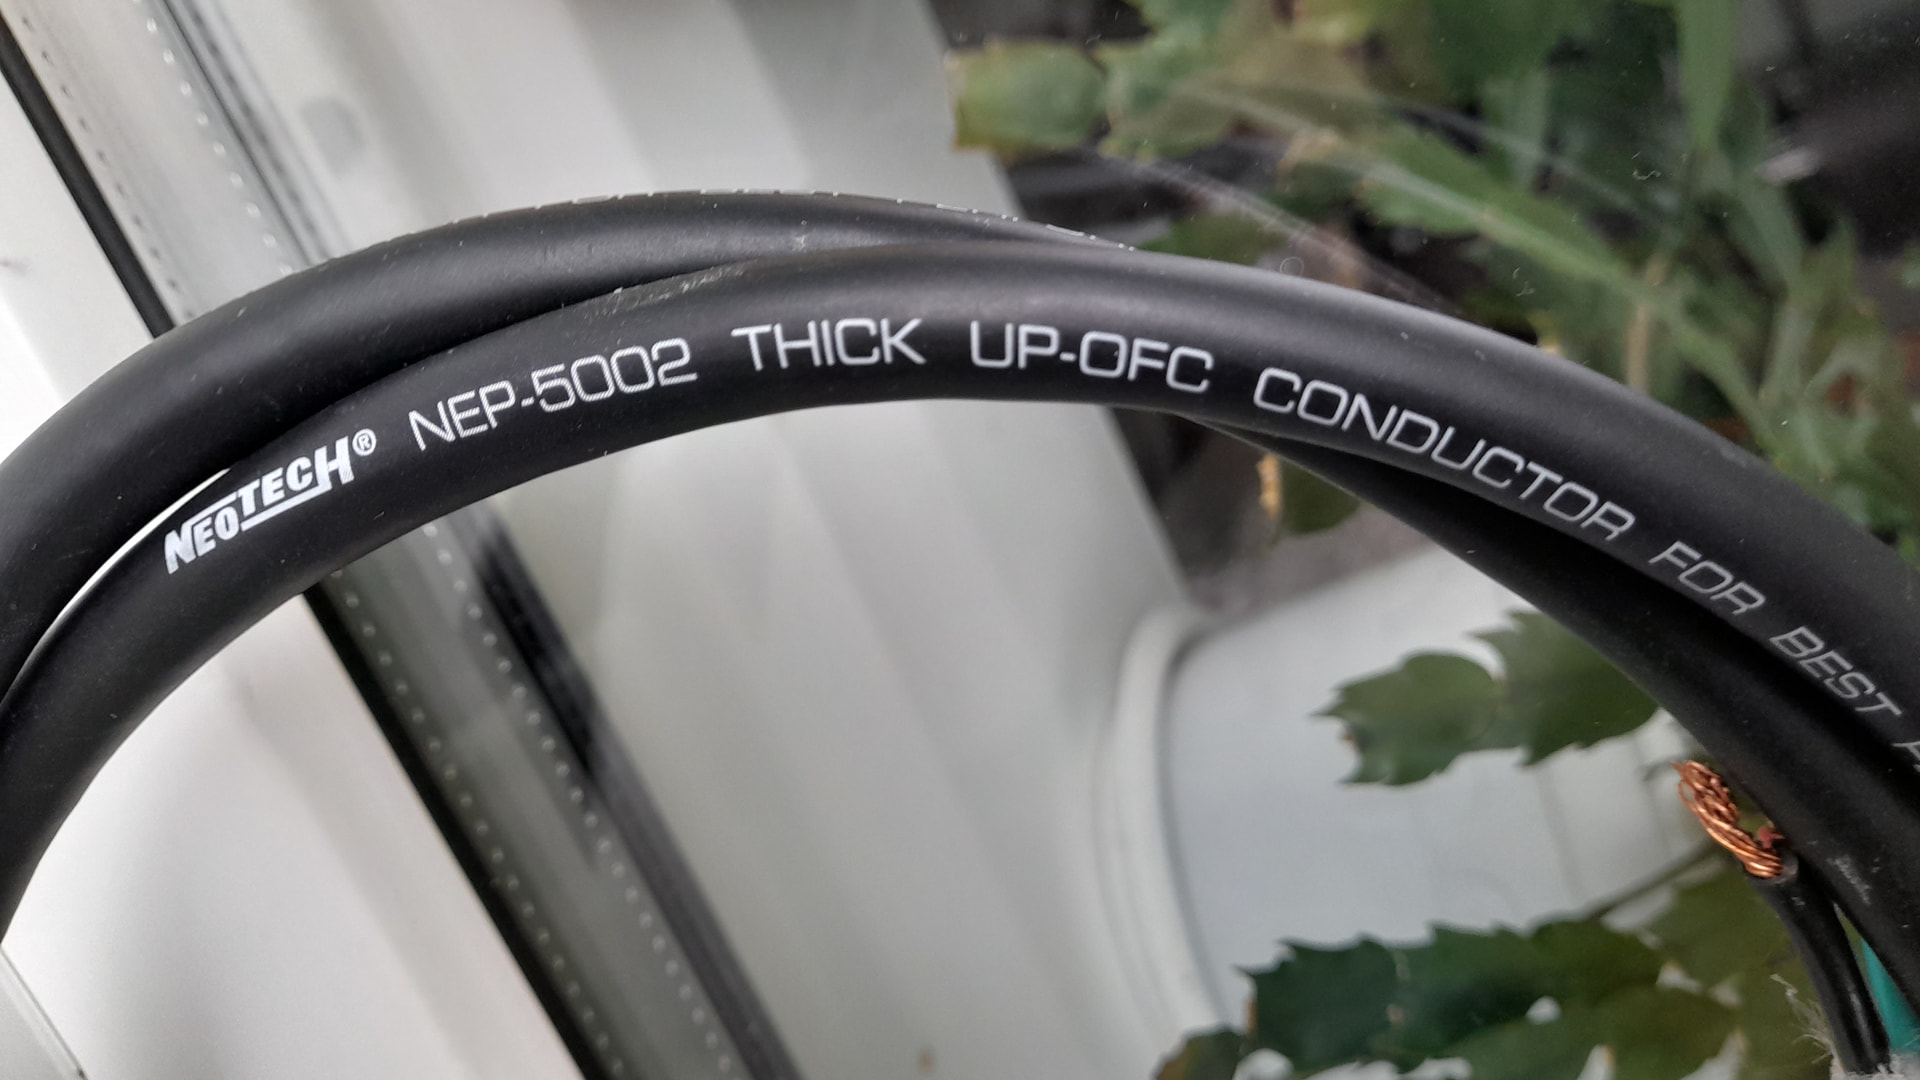 NEOTECH® NEP-5002 THICK UP-OFC CONDUCTOR FOR BEST